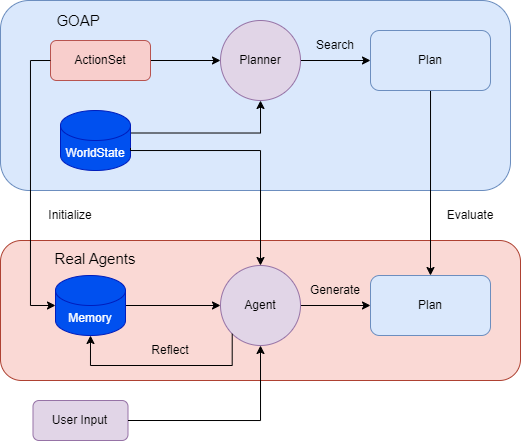 GOAP
ActionSet
Planner
Search
Plan
WorldState
Initialize
Evaluate
Real Agents
Memory
Agent
Generate
Plan
Reflect
User Input